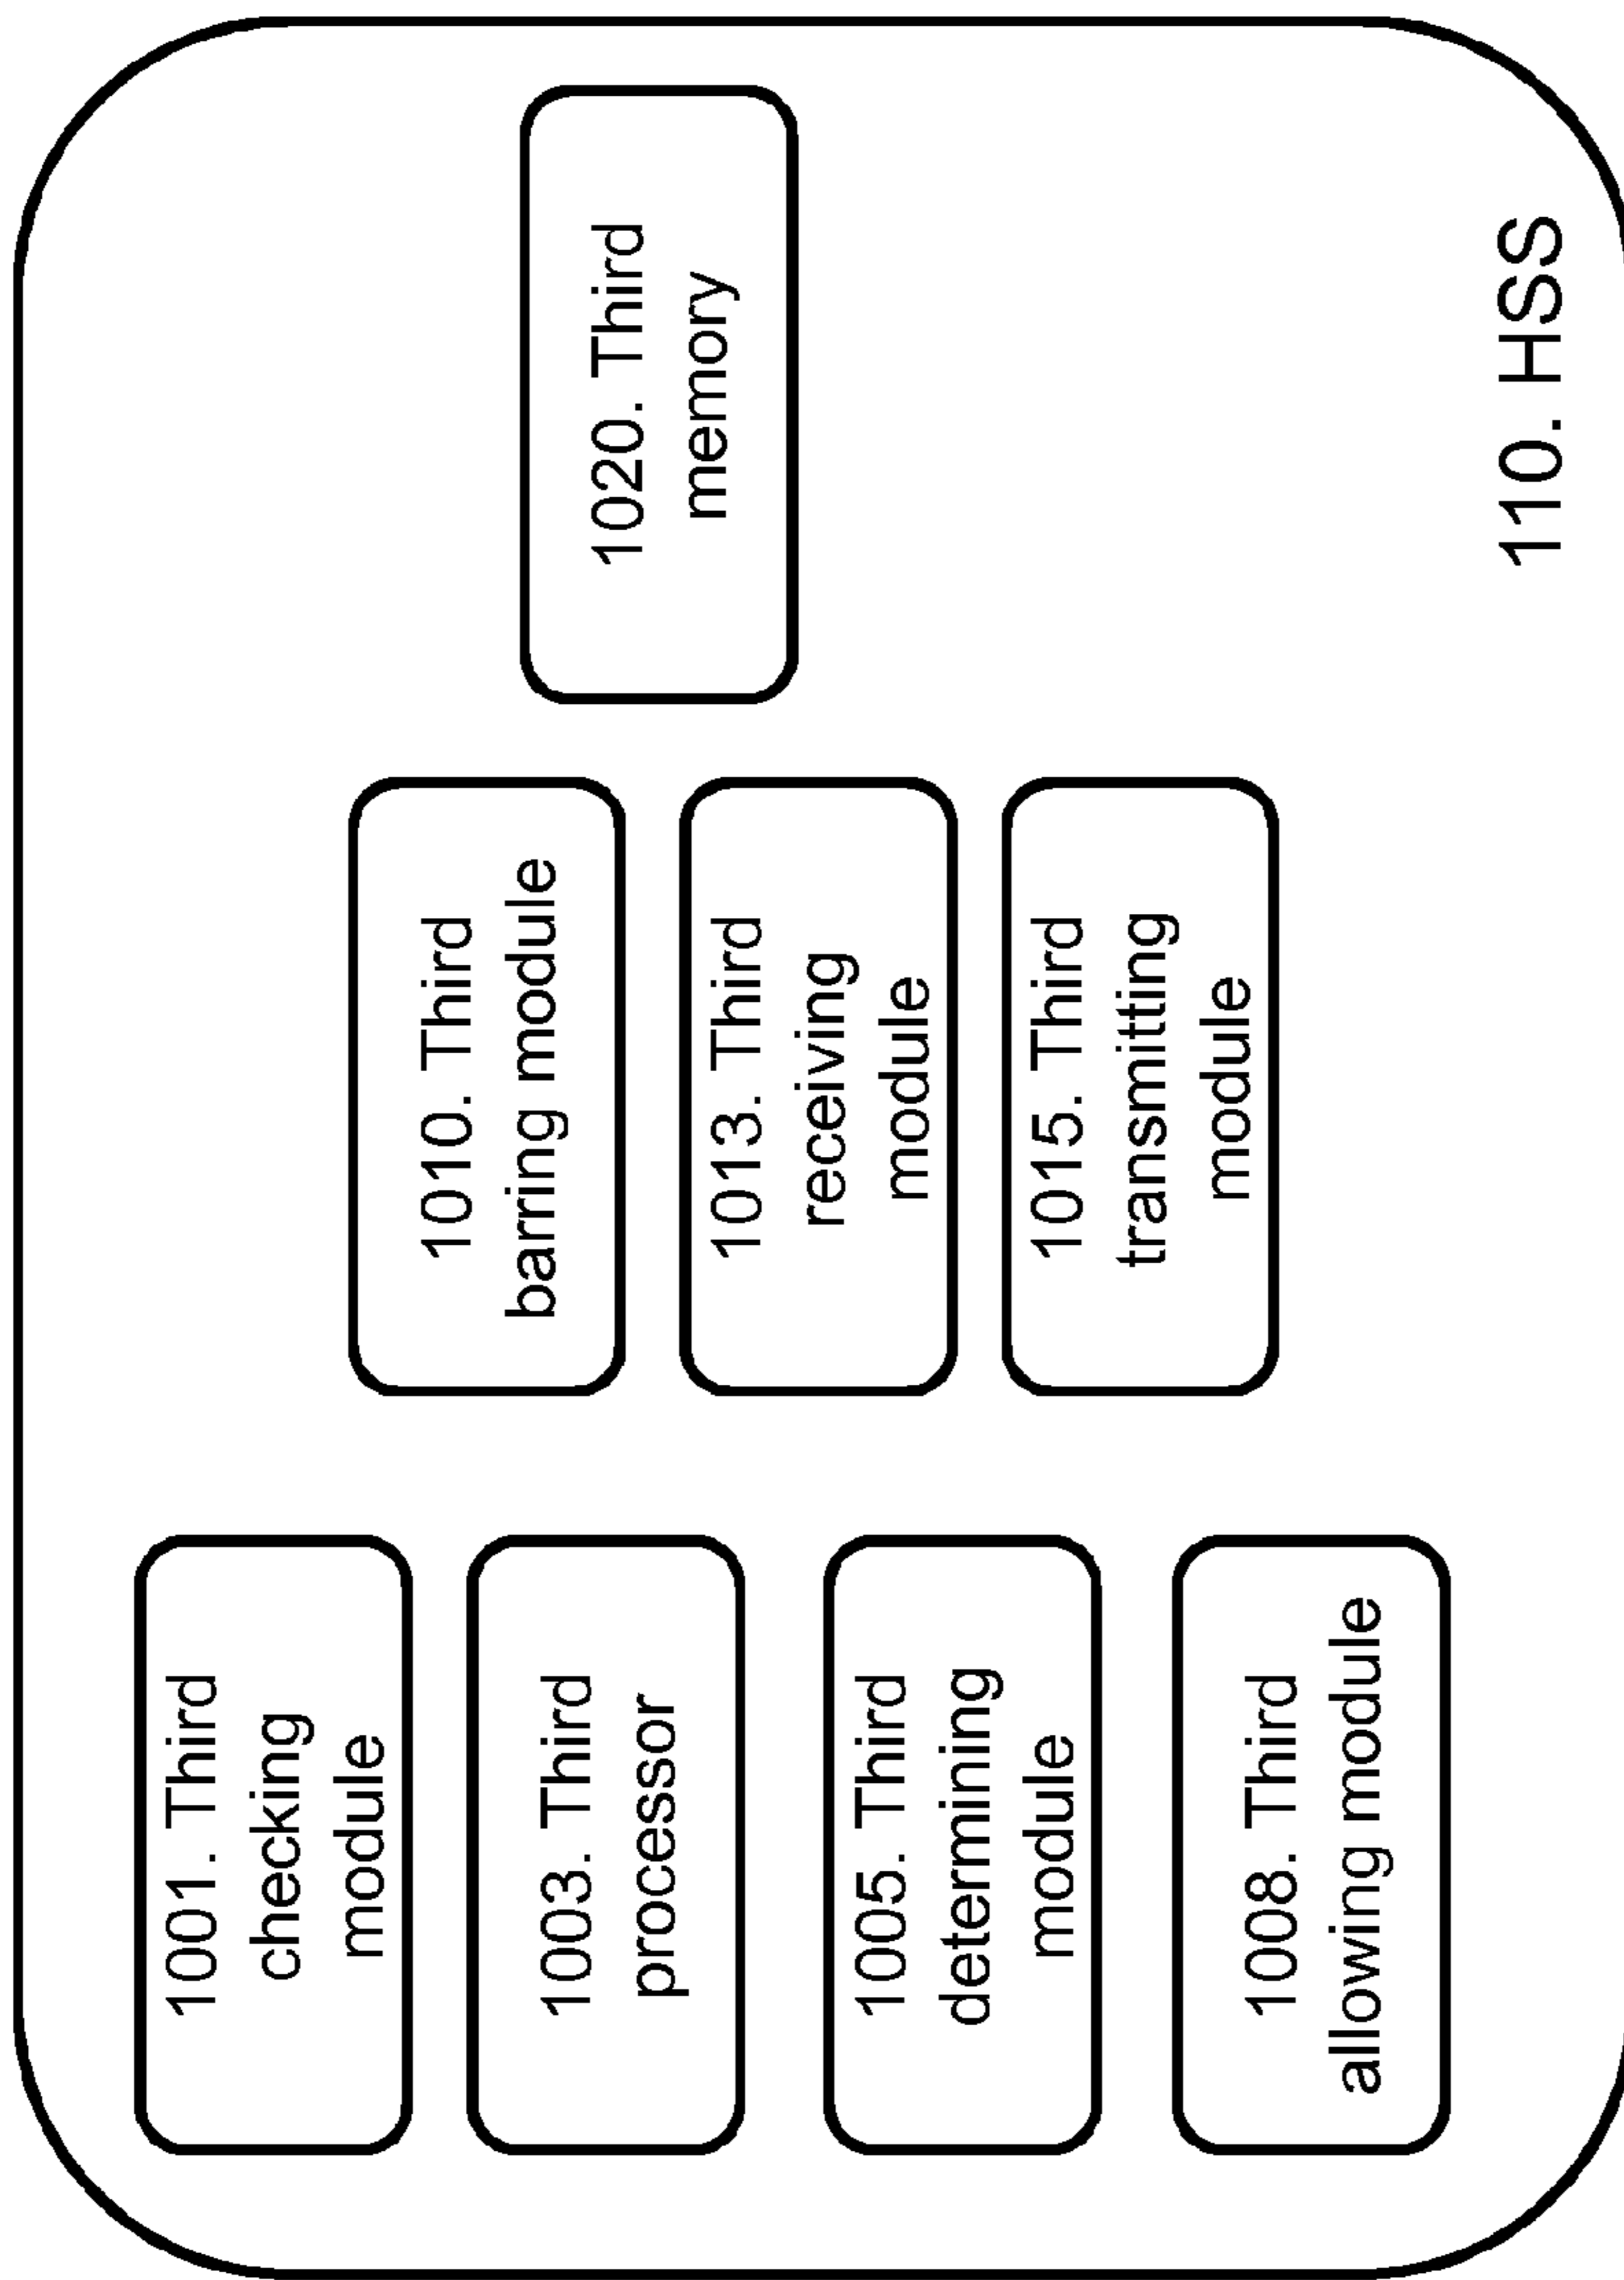 1001. Third
checking
module
1003. Third
processor
1005. Third
determining
module
1008. Third
allowing module
1010. Third
barring module
1013. Third
receiving
module
1015. Third
transmitting
module
1020. Third
memory
110. HSS